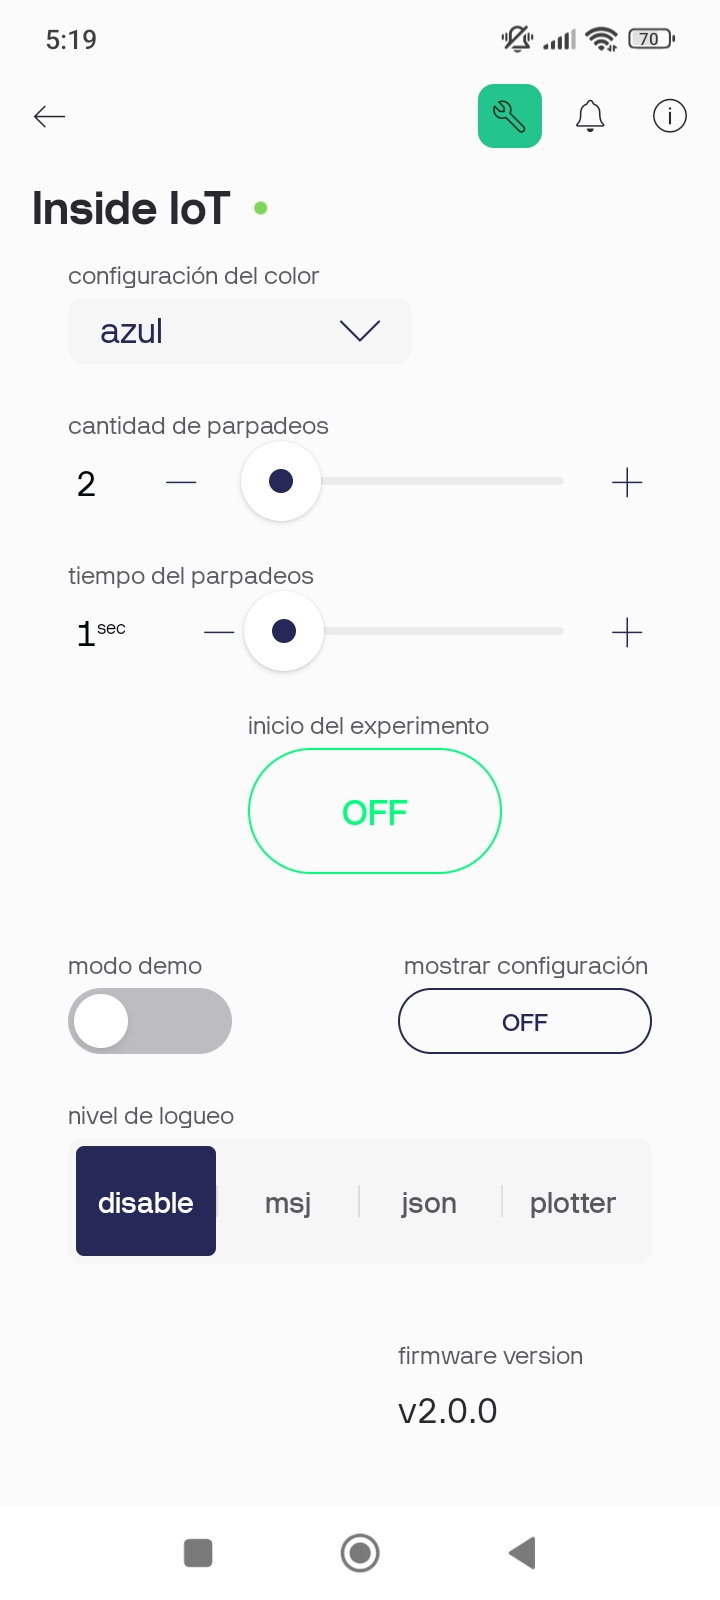 5:19
70
Inside IoT
configuración del color
azul
cantidad de parpadeos
2
tiempo del parpadeos
1 sec
inicio del experimento
OFF
modo demo
mostrar configuración
OFF
nivel de logueo
disable msj json plotter
firmware version
v2.0.0